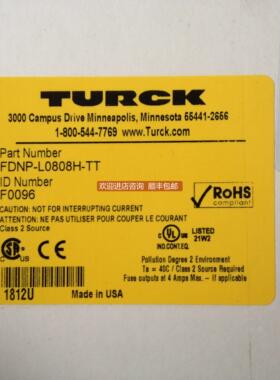 TURCK
3000 Campus Drive Minneapolis, Minnesota 55441-2656
1-800-544-7769 www.Turck.com
Part Number
FDNP-L0808H-TT
ID Number
F0096
欢迎进店咨询 顺丰包邮
RoHS
compliant
CAUTION: NOT FOR INTERRUPTING CURRENT
ATTENTION: NE PAS UTILISER POUR COUPER LE COURANT
Class 2 Source
LISTED
21W2
IND.CONT.EQ.
Pollution Degree 2 Environment
Ta = 40C / Class 2 Source Required
Fuse outputs at 4 Amps Max. - If applicable
1812U
Made in USA